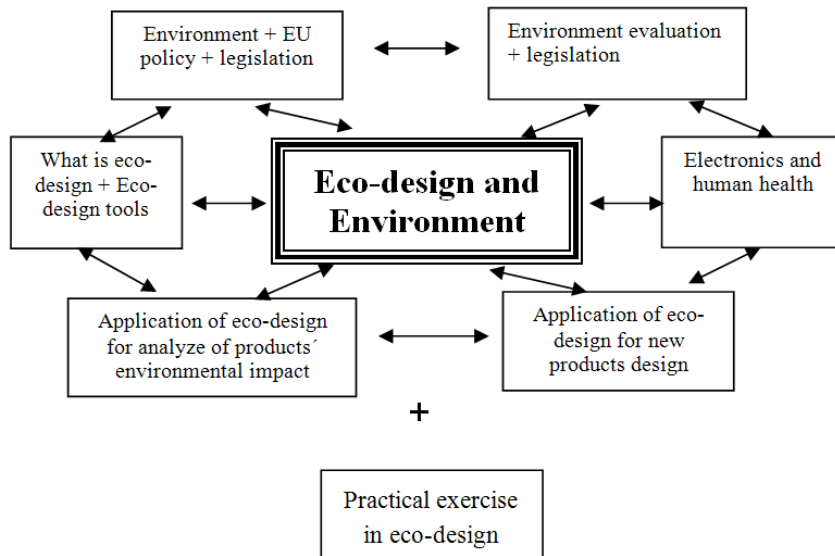 Environment + EU
policy + legislation
Environment evaluation
+ legislation
What is eco-
design + Eco-
design tools
Eco-design and
Environment
Electronics and
human health
Application of eco-design
for analyze of products´
environmental impact
Application of eco-
design for new
products design
+
Practical exercise
in eco-design